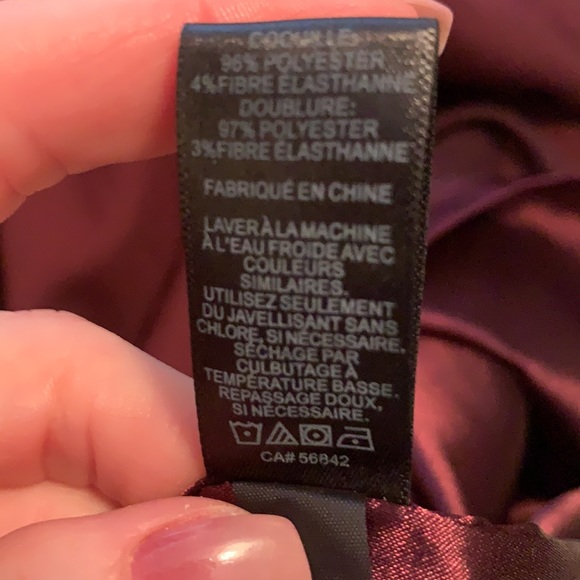 COQUILLE:
96% POLYESTER
4%FIBRE ÉLASTHANNE
DOUBLURE:
97% POLYESTER
3%FIBRE ÉLASTHANNE
FABRIQUÉ EN CHINE
LAVER À LA MACHINE
À L'EAU FROIDE AVEC
COULEURS
SIMILAIRES.
UTILISEZ SEULEMENT
DU JAVELLISANT SANS
CHLORE, SI NÉCESSAIRE.
SÉCHAGE PAR
CULBUTAGE À
TEMPÉRATURE BASSE.
REPASSAGE DOUX,
SI NÉCESSAIRE.
CA# 56842